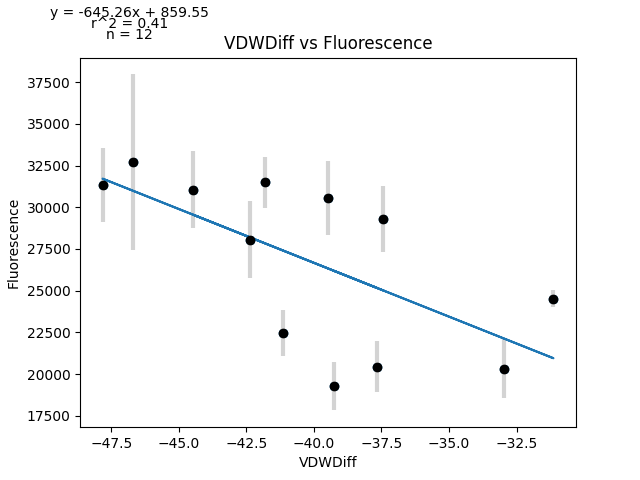 y = -645.26x + 859.55
r^2 = 0.41
n = 12
VDWDiff vs Fluorescence
37500
35000
32500
30000
27500
25000
22500
20000
17500
Fluorescence
−47.5 −45.0 −42.5 −40.0 −37.5 −35.0 −32.5
VDWDiff